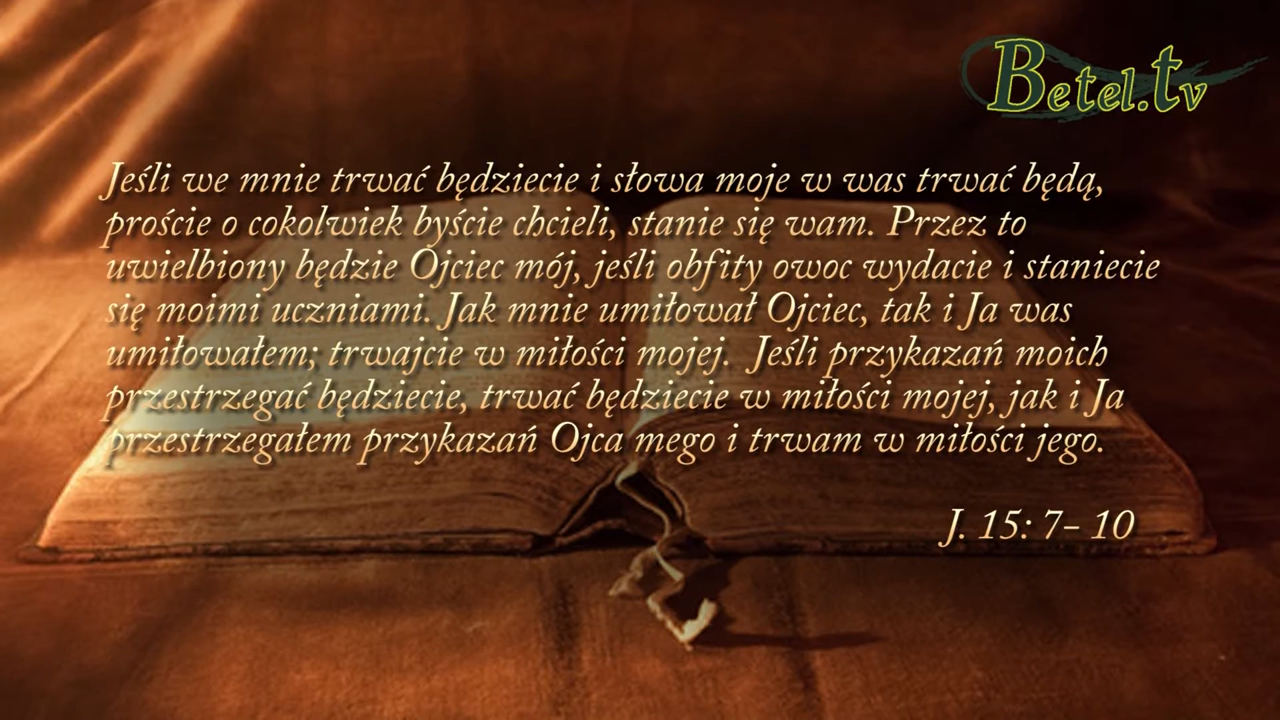 Betel.tv
Jeśli we mnie trwać będziecie i słowa moje w was trwać będą,
proście o cokolwiek byście chcieli, stanie się wam. Przez to
uwielbiony będzie Ojciec mój, jeśli obfity owoc wydacie i staniecie
się moimi uczniami. Jak mnie umiłował Ojciec, tak i Ja was
umiłowałem; trwajcie w miłości mojej.  Jeśli przykazań moich
przestrzegać będziecie, trwać będziecie w miłości mojej, jak i Ja
przestrzegałem przykazań Ojca mego i trwam w miłości jego.
J. 15: 7– 10